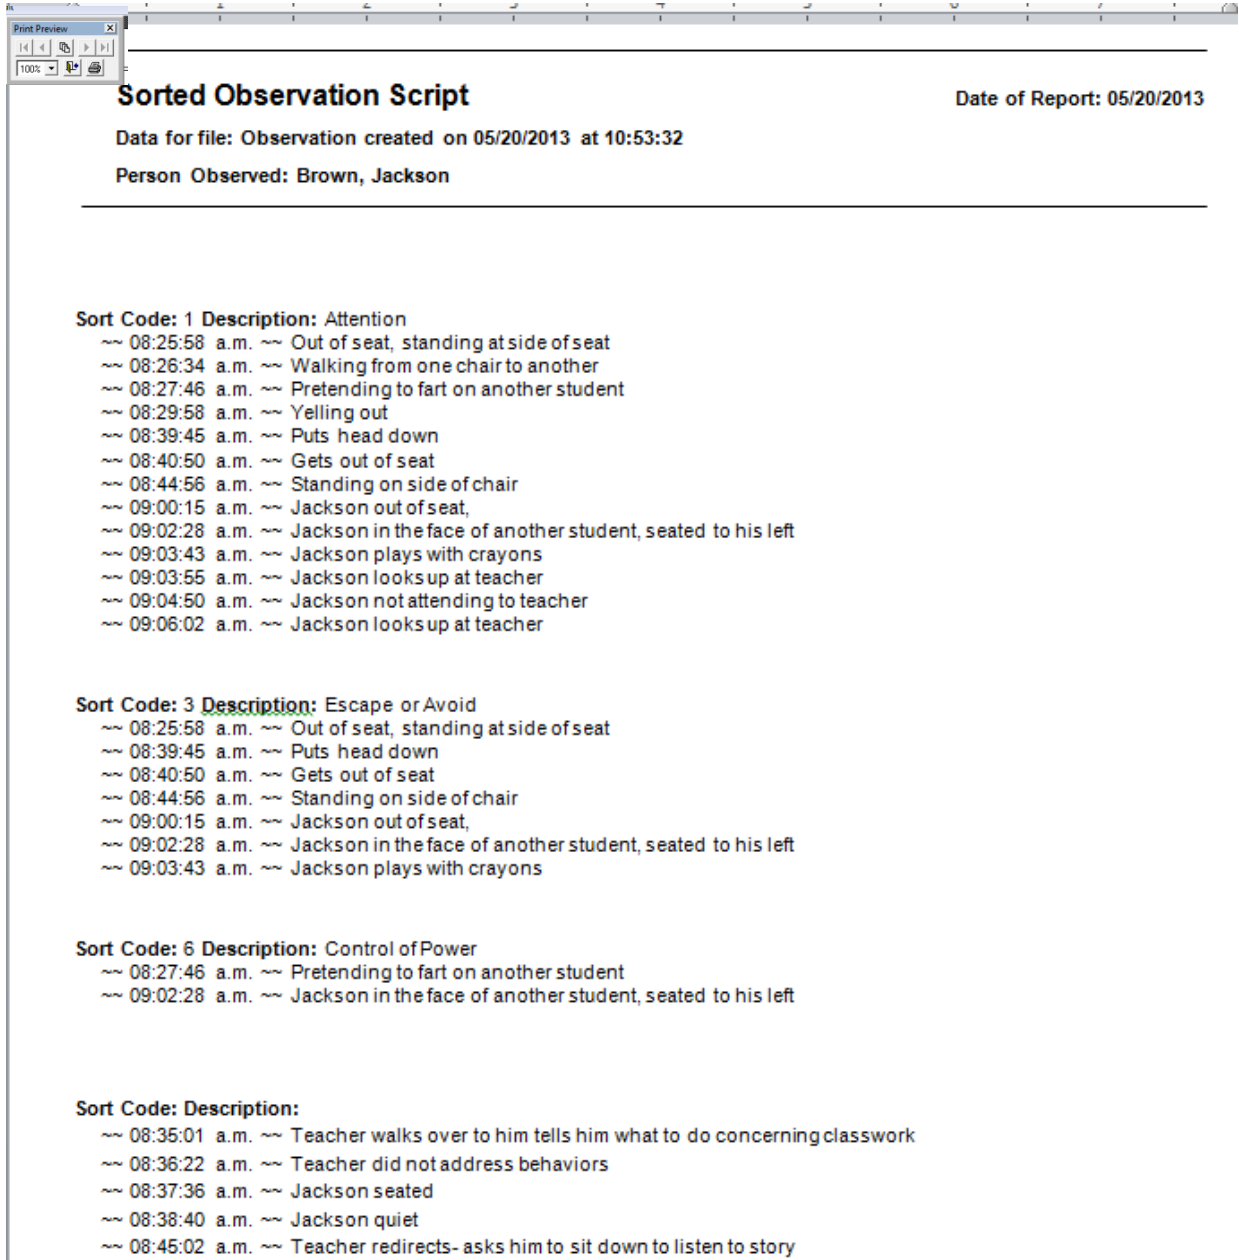 Print Preview
100%
Sorted Observation Script
Date of Report: 05/20/2013
Data for file: Observation created on 05/20/2013 at 10:53:32
Person Observed: Brown, Jackson
Sort Code: 1 Description: Attention
~~ 08:25:58 a.m. ~~ Out of seat, standing at side of seat
~~ 08:26:34 a.m. ~~ Walking from one chair to another
~~ 08:27:46 a.m. ~~ Pretending to fart on another student
~~ 08:29:58 a.m. ~~ Yelling out
~~ 08:39:45 a.m. ~~ Puts head down
~~ 08:40:50 a.m. ~~ Gets out of seat
~~ 08:44:56 a.m. ~~ Standing on side of chair
~~ 09:00:15 a.m. ~~ Jackson out of seat,
~~ 09:02:28 a.m. ~~ Jackson in the face of another student, seated to his left
~~ 09:03:43 a.m. ~~ Jackson plays with crayons
~~ 09:03:55 a.m. ~~ Jackson looks up at teacher
~~ 09:04:50 a.m. ~~ Jackson not attending to teacher
~~ 09:06:02 a.m. ~~ Jackson looks up at teacher
Sort Code: 3 Description: Escape or Avoid
~~ 08:25:58 a.m. ~~ Out of seat, standing at side of seat
~~ 08:39:45 a.m. ~~ Puts head down
~~ 08:40:50 a.m. ~~ Gets out of seat
~~ 08:44:56 a.m. ~~ Standing on side of chair
~~ 09:00:15 a.m. ~~ Jackson out of seat,
~~ 09:02:28 a.m. ~~ Jackson in the face of another student, seated to his left
~~ 09:03:43 a.m. ~~ Jackson plays with crayons
Sort Code: 6 Description: Control of Power
~~ 08:27:46 a.m. ~~ Pretending to fart on another student
~~ 09:02:28 a.m. ~~ Jackson in the face of another student, seated to his left
Sort Code: Description:
~~ 08:35:01 a.m. ~~ Teacher walks over to him tells him what to do concerning classwork
~~ 08:36:22 a.m. ~~ Teacher did not address behaviors
~~ 08:37:36 a.m. ~~ Jackson seated
~~ 08:38:40 a.m. ~~ Jackson quiet
~~ 08:45:02 a.m. ~~ Teacher redirects- asks him to sit down to listen to story